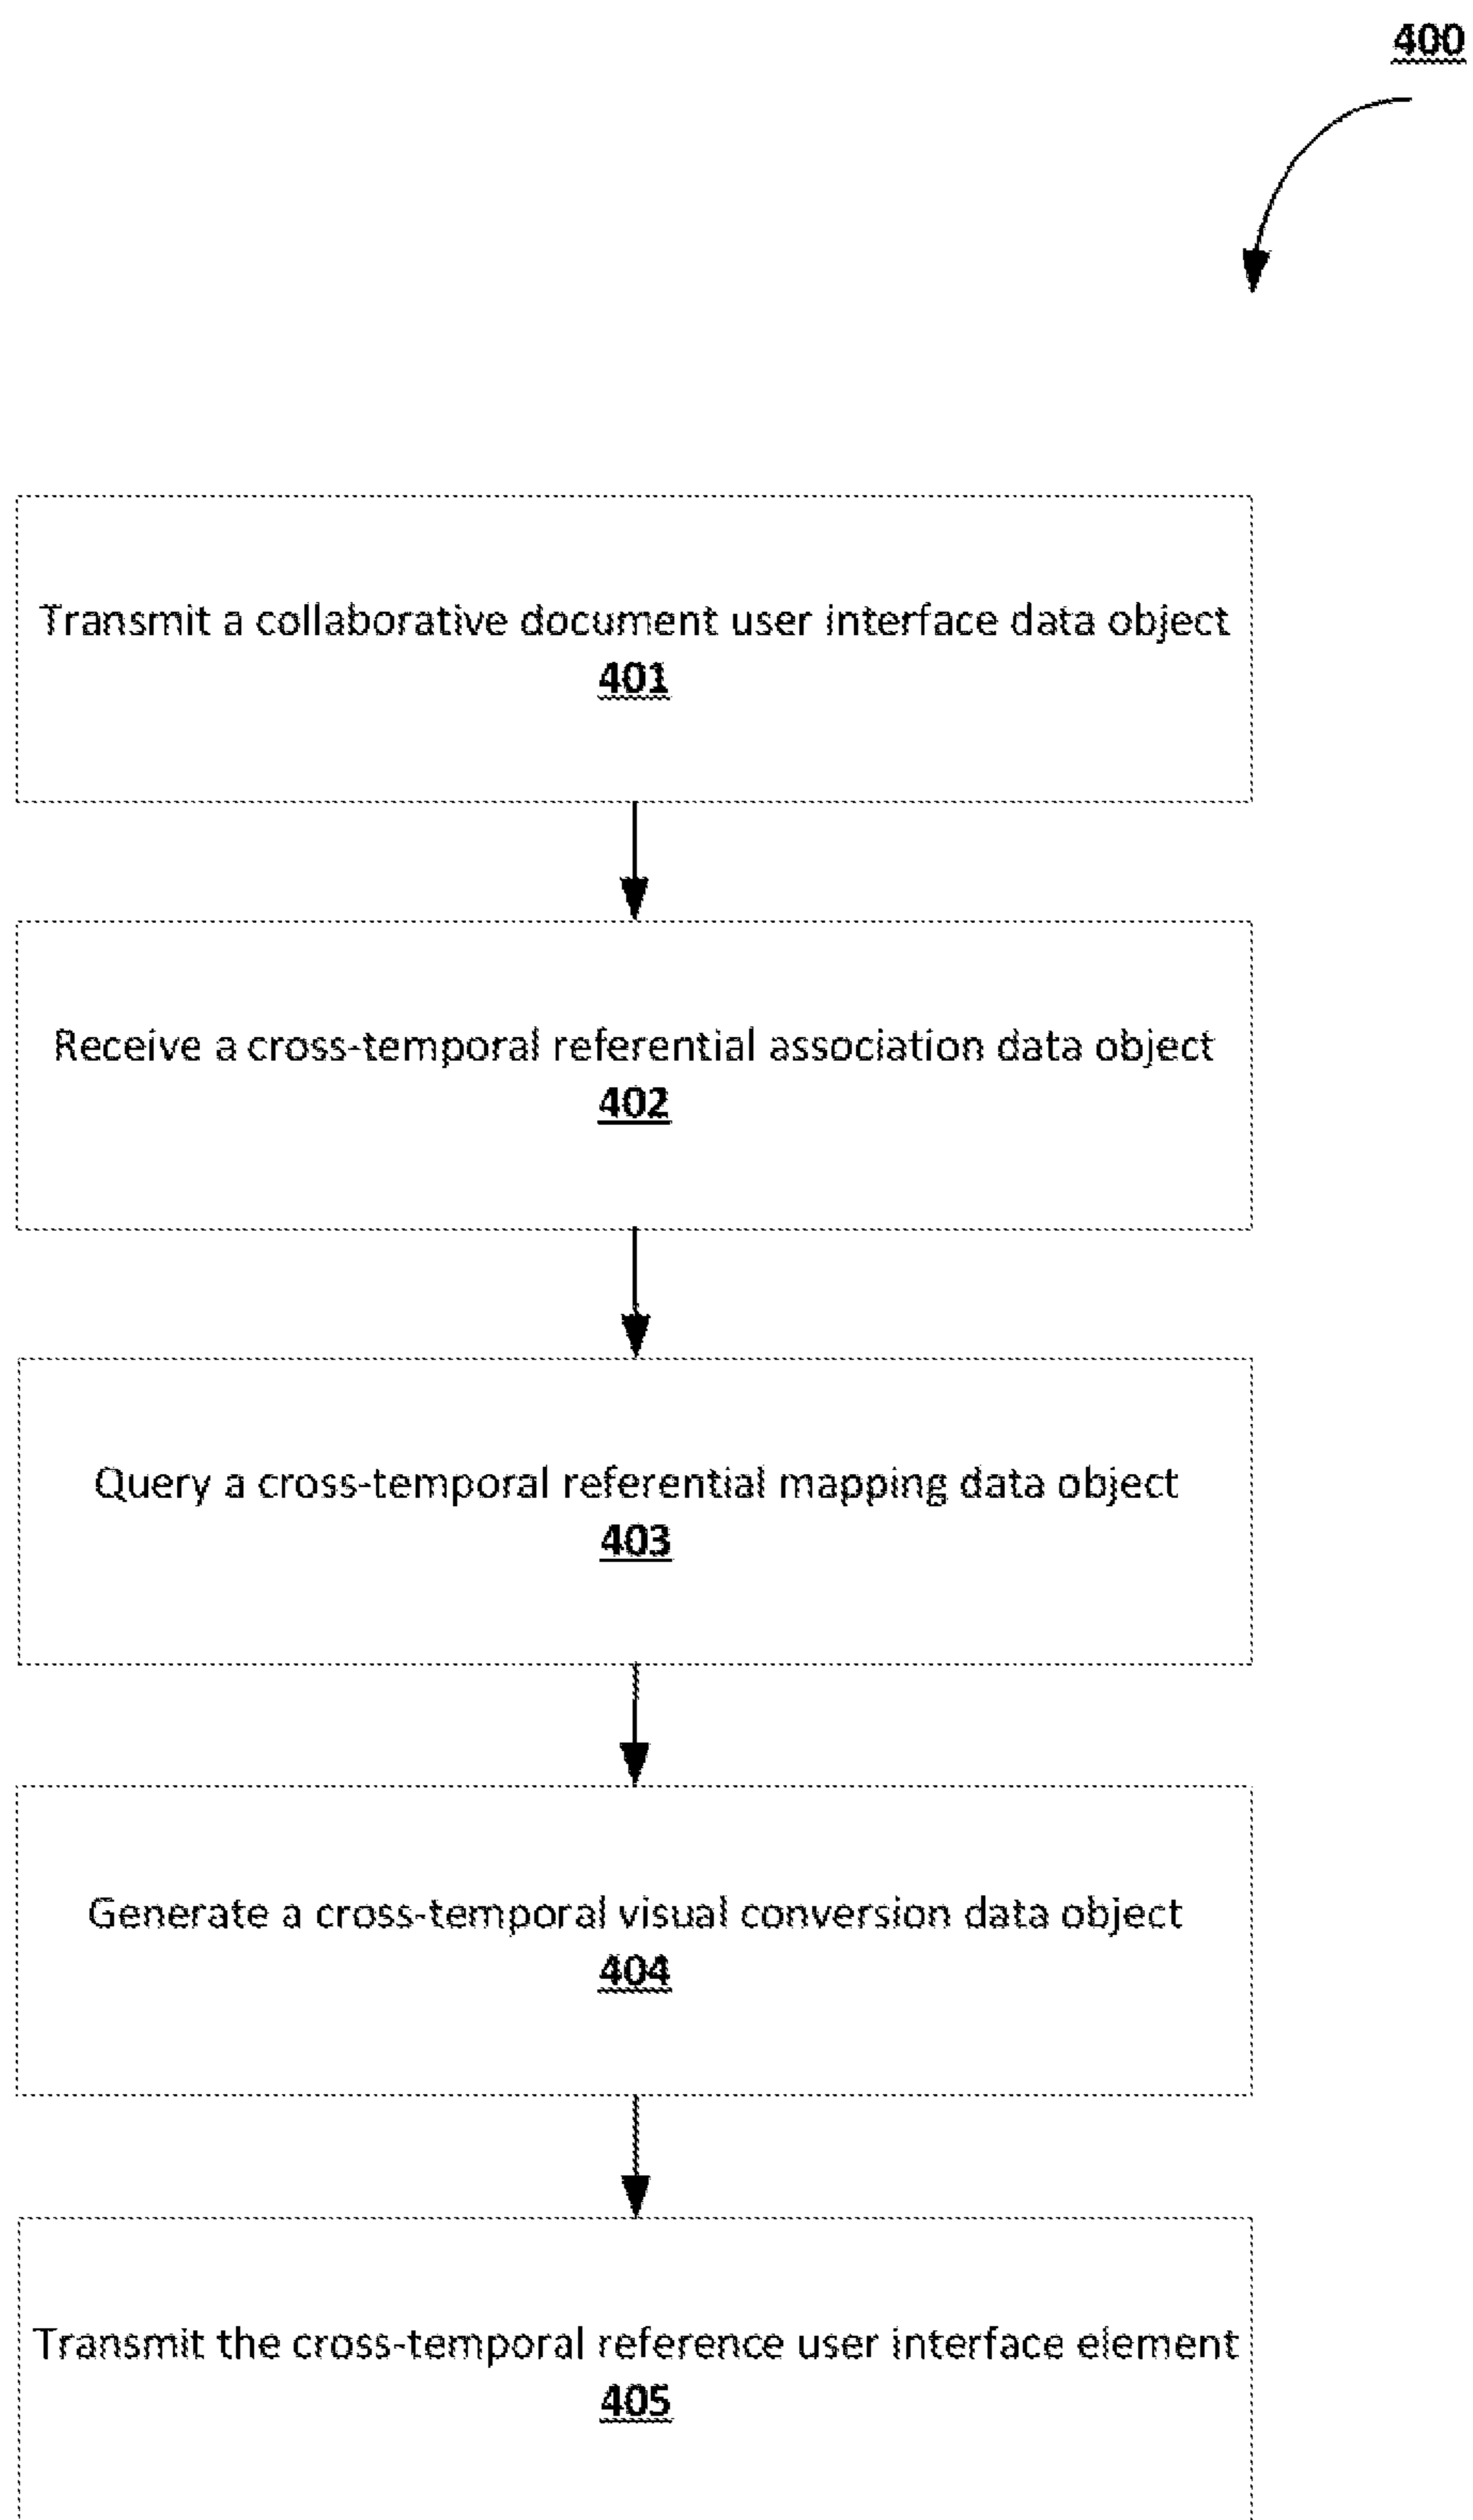 400
Transmit a collaborative document user interface data object
401
Receive a cross-temporal referential association data object
402
Query a cross-temporal referential mapping data object
403
Generate a cross-temporal visual conversion data object
404
Transmit the cross-temporal reference user interface element
405